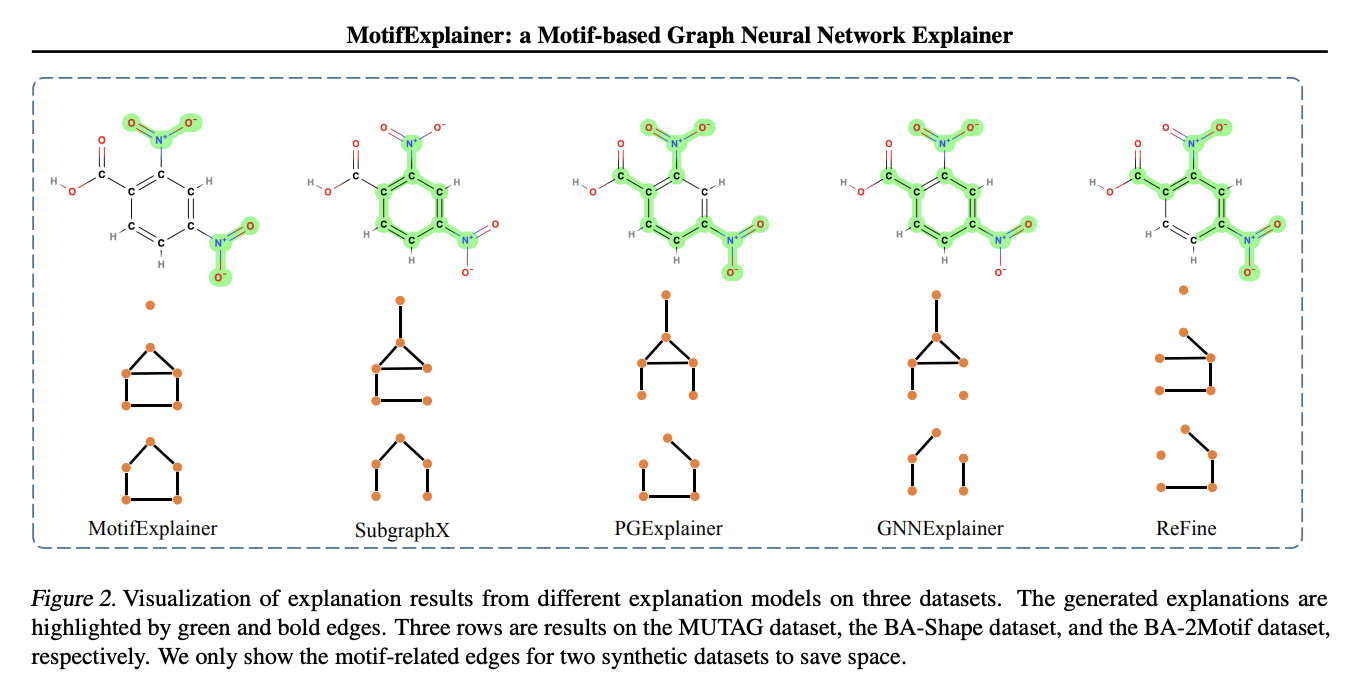 MotifExplainer: a Motif-based Graph Neural Network Explainer
O O⁻ N⁺ O C H O C C C H C C C H H N⁺ O O⁻
O O⁻ N⁺ O C H O C C C H C C C H H N⁺ O O⁻
O O⁻ N⁺ O C H O C C C H C C C H H N⁺ O O⁻
O O⁻ N⁺ O C H O C C C H C C C H H N⁺ O O⁻
O O⁻ N⁺ O C H O C C C H C C C H H N⁺ O O⁻
MotifExplainer SubgraphX PGExplainer GNNExplainer ReFine
Figure 2. Visualization of explanation results from different explanation models on three datasets. The generated explanations are
highlighted by green and bold edges. Three rows are results on the MUTAG dataset, the BA-Shape dataset, and the BA-2Motif dataset,
respectively. We only show the motif-related edges for two synthetic datasets to save space.